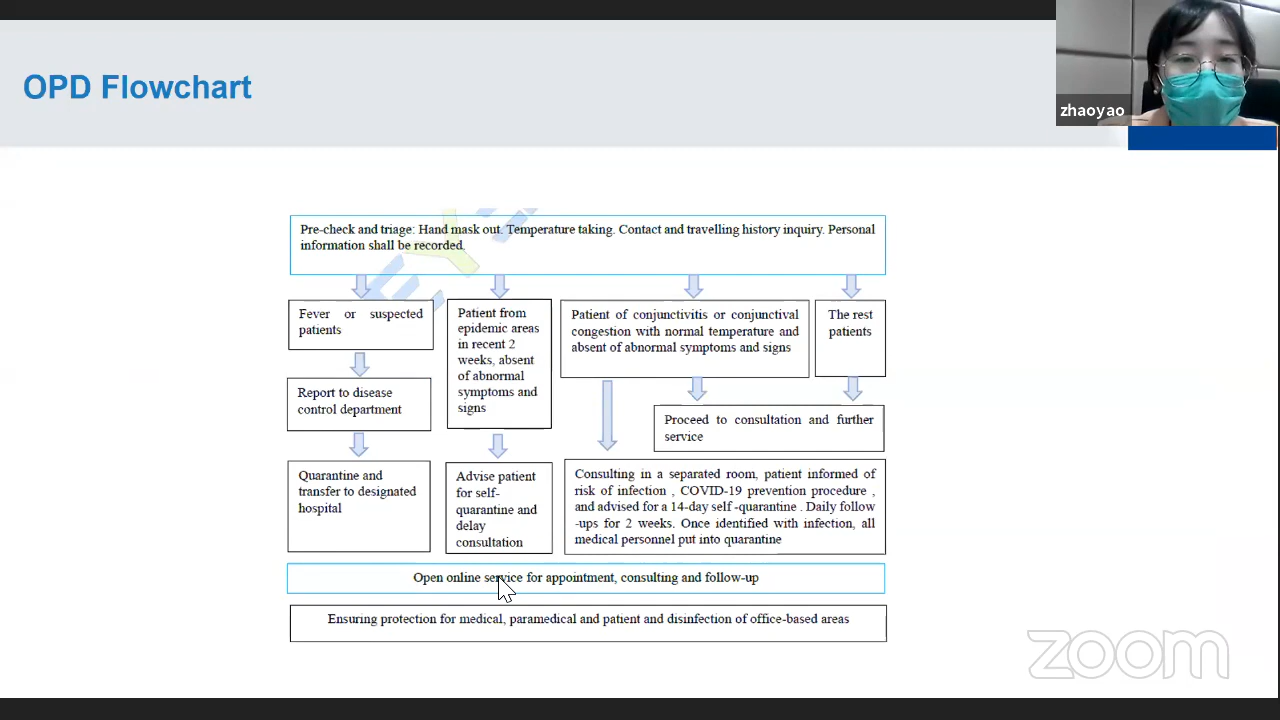 OPD Flowchart
zhaoyao
Pre-check and triage: Hand mask out. Temperature taking. Contact and travelling history inquiry. Personal
information shall be recorded.
Fever or suspected
patients
Patient from
epidemic areas
in recent 2
weeks, absent
of abnormal
symptoms and
signs
Patient of conjunctivitis or conjunctival
congestion with normal temperature and
absent of abnormal symptoms and signs
The rest
patients
Report to disease
control department
Proceed to consultation and further
service
Quarantine and
transfer to designated
hospital
Advise patient
for self-
quarantine and
delay
consultation
Consulting in a separated room, patient informed of
risk of infection , COVID-19 prevention procedure ,
and advised for a 14-day self -quarantine . Daily follow
-ups for 2 weeks. Once identified with infection, all
medical personnel put into quarantine
Open online service for appointment, consulting and follow-up
Ensuring protection for medical, paramedical and patient and disinfection of office-based areas
zoom